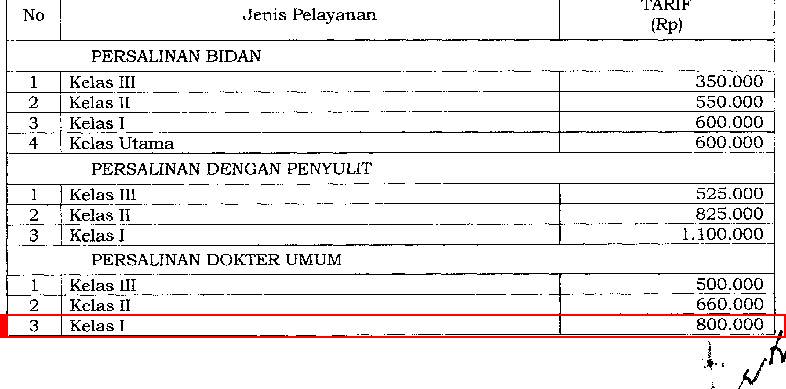 No Jenis Pelayanan TARIF (Rp)
PERSALINAN BIDAN
1 Kelas III 350.000
2 Kelas II 550.000
3 Kelas I 600.000
4 Kelas Utama 600.000
PERSALINAN DENGAN PENYULIT
1 Kelas III 525.000
2 Kelas II 825.000
3 Kelas I 1.100.000
PERSALINAN DOKTER UMUM
1 Kelas III 500.000
2 Kelas II 660.000
3 Kelas I 800.000